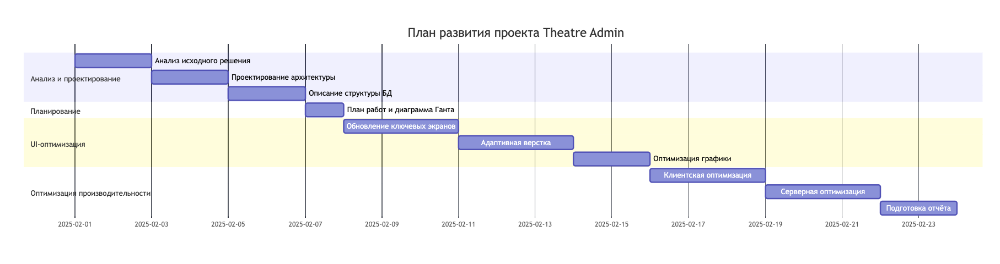 План развития проекта Theatre Admin
Анализ и проектирование
Анализ исходного решения
Проектирование архитектуры
Описание структуры БД
Планирование
План работ и диаграмма Ганта
UI-оптимизация
Обновление ключевых экранов
Адаптивная верстка
Оптимизация графики
Оптимизация производительности
Клиентская оптимизация
Серверная оптимизация
Подготовка отчёта
2025-02-01
2025-02-03
2025-02-05
2025-02-07
2025-02-09
2025-02-11
2025-02-13
2025-02-15
2025-02-17
2025-02-19
2025-02-21
2025-02-23